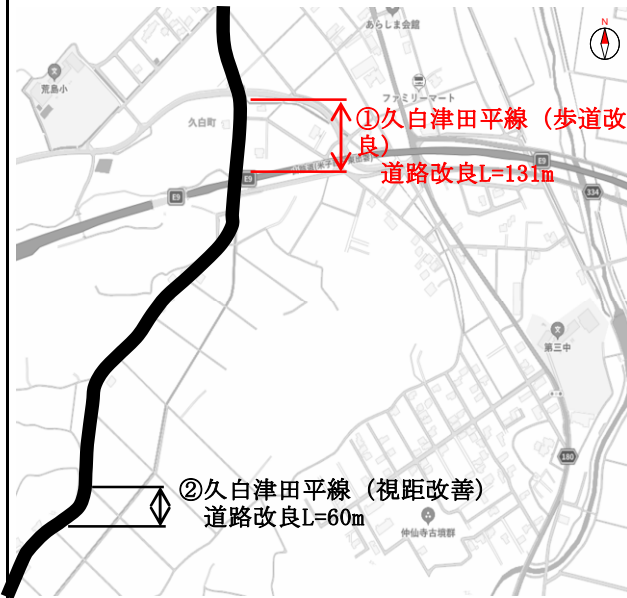 あらしま会館
N
荒島小
ファミリーマート
久白町
①久白津田平線（歩道改
良）
道路改良L=131m
E9
E9
E9
334
第三中
180
②久白津田平線（視距改善）
道路改良L=60m
仲仙寺古墳群